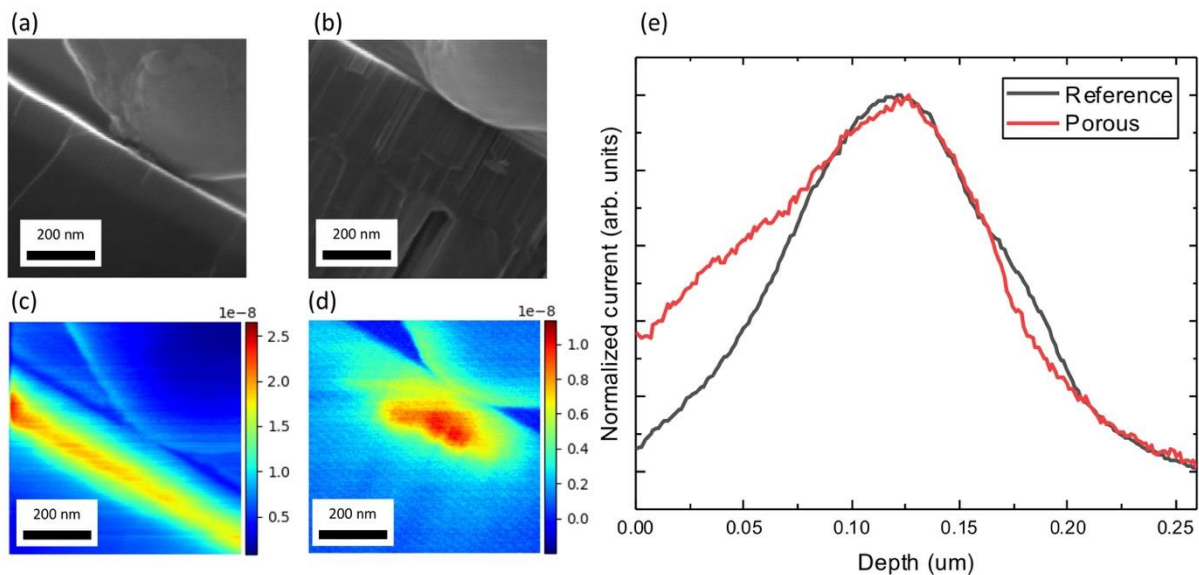 (a)
(b)
(e)
200 nm
200 nm
(c)
(d)
1e-8
2.5
2.0
1.5
1.0
0.5
200 nm
1e-8
1.0
0.8
0.6
0.4
0.2
0.0
200 nm
Normalized current (arb. units)
Reference
Porous
0.00 0.05 0.10 0.15 0.20 0.25
Depth (um)